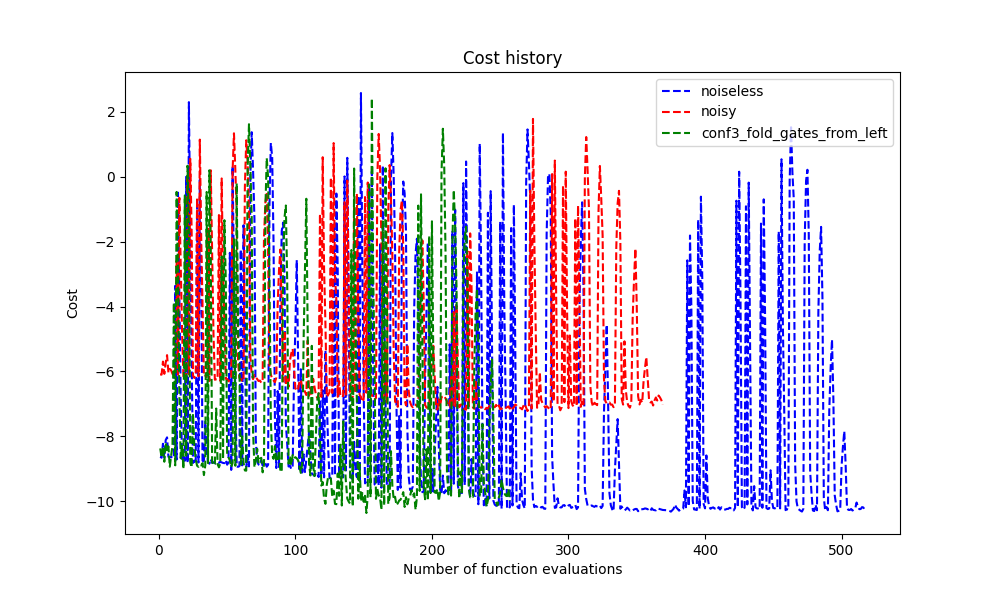 Cost history
noiseless
noisy
conf3_fold_gates_from_left
2
0
−2
−4
−6
−8
−10
Cost
0 100 200 300 400 500
Number of function evaluations